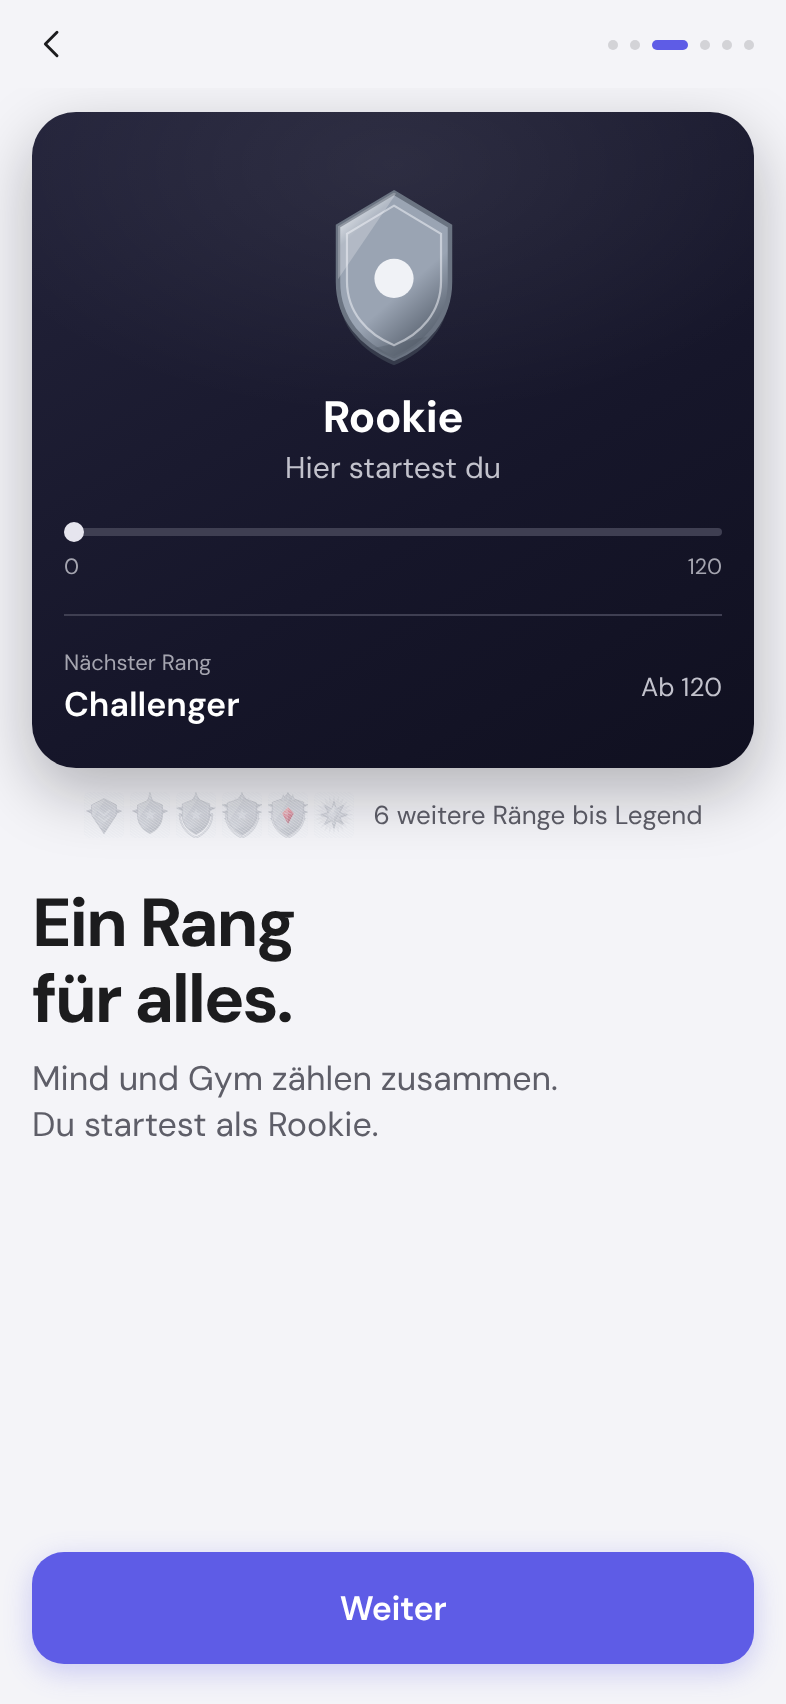 Rookie
Hier startest du
0
120
Nächster Rang
Challenger
Ab 120
6 weitere Ränge bis Legend
Ein Rang
für alles.
Mind und Gym zählen zusammen.
Du startest als Rookie.
Weiter